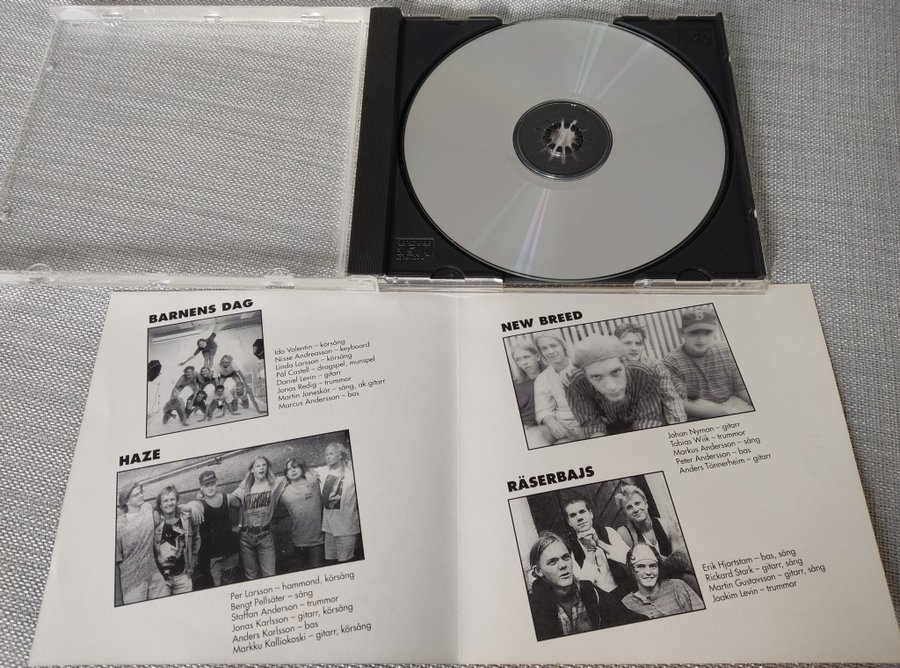 BARNENS DAG
Ida Valentin – körsång
Nisse Andreasson – keyboard
Linda Larsson – körsång
Pål Castell – dragspel, munspel
Daniel Levin – gitarr
Jonas Redig – trummor
Martin Janeskär – sång, ak.gitarr
Marcus Andersson – bas
HAZE
Per Larsson – hammond, körsång
Bengt Pellsäter – sång
Staffan Anderson – trummor
Jonas Karlsson – gitarr, körsång
Anders Karlsson – bas
Markku Kalliokoski – gitarr, körsång
NEW BREED
Johan Nyman – gitarr
Tobias Wiik – trummor
Markus Andersson – sång
Peter Andersson – bas
Anders Tönnerheim – gitarr
RÄSERBAJS
Erik Hjortstam – bas, sång
Rickard Stark – gitarr, sång
Martin Gustavsson – gitarr, sång
Joakim Levin – trummor